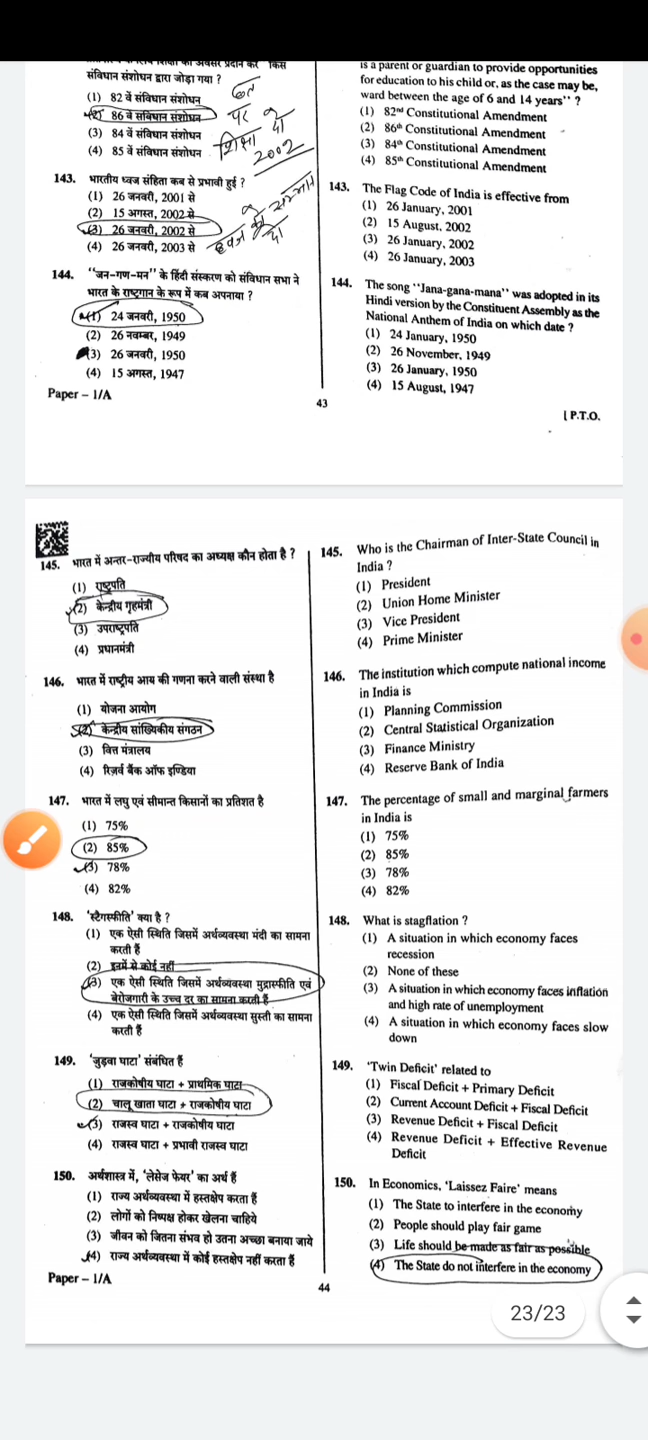 संविधान संशोधन द्वारा जोड़ा गया ?
(1) 82 वें संविधान संशोधन
(2) 86 वें संविधान संशोधन
(3) 84 वें संविधान संशोधन
(4) 85 वें संविधान संशोधन
शिक्षा
2002
143. भारतीय ध्वज संहिता कब से प्रभावी हुई ?
(1) 26 जनवरी, 2001 से
(2) 15 अगस्त, 2002 से
(3) 26 जनवरी, 2002 से
(4) 26 जनवरी, 2003 से
144. "जन-गण-मन" के हिंदी संस्करण को संविधान सभा ने
भारत के राष्ट्रगान के रूप में कब अपनाया ?
(1) 24 जनवरी, 1950
(2) 26 नवम्बर, 1949
(3) 26 जनवरी, 1950
(4) 15 अगस्त, 1947
Paper – 1/A
is a parent or guardian to provide opportunities
for education to his child or, as the case may be,
ward between the age of 6 and 14 years" ?
(1) 82nd Constitutional Amendment
(2) 86th Constitutional Amendment
(3) 84th Constitutional Amendment
(4) 85th Constitutional Amendment
143. The Flag Code of India is effective from
(1) 26 January, 2001
(2) 15 August, 2002
(3) 26 January, 2002
(4) 26 January, 2003
144. The song "Jana-gana-mana" was adopted in its
Hindi version by the Constituent Assembly as the
National Anthem of India on which date ?
(1) 24 January, 1950
(2) 26 November, 1949
(3) 26 January, 1950
(4) 15 August, 1947
43
[ P.T.O.
145. भारत में अन्तर-राज्यीय परिषद का अध्यक्ष कौन होता है ?
(1) राष्ट्रपति
(2) केन्द्रीय गृहमंत्री
(3) उपराष्ट्रपति
(4) प्रधानमंत्री
146. भारत में राष्ट्रीय आय की गणना करने वाली संस्था है
(1) योजना आयोग
(2) केन्द्रीय सांख्यिकीय संगठन
(3) वित्त मंत्रालय
(4) रिज़र्व बैंक ऑफ इण्डिया
147. भारत में लघु एवं सीमान्त किसानों का प्रतिशत है
(1) 75%
(2) 85%
(3) 78%
(4) 82%
148. 'स्टैगस्फीति' क्या है ?
(1) एक ऐसी स्थिति जिसमें अर्थव्यवस्था मंदी का सामना
करती हैं
(2) इनमें से कोई नहीं
(3) एक ऐसी स्थिति जिसमें अर्थव्यवस्था मुद्रास्फीति एवं
बेरोजगारी के उच्च दर का सामना करती हैं
(4) एक ऐसी स्थिति जिसमें अर्थव्यवस्था सुस्ती का सामना
करती हैं
149. 'जुड़वा घाटा' संबंधित हैं
(1) राजकोषीय घाटा + प्राथमिक घाटा
(2) चालू खाता घाटा + राजकोषीय घाटा
(3) राजस्व घाटा + राजकोषीय घाटा
(4) राजस्व घाटा + प्रभावी राजस्व घाटा
150. अर्थशास्त्र में, 'लेसेज फेयर' का अर्थ हैं
(1) राज्य अर्थव्यवस्था में हस्तक्षेप करता हैं
(2) लोगों को निष्पक्ष होकर खेलना चाहिये
(3) जीवन को जितना संभव हो उतना अच्छा बनाया जाये
(4) राज्य अर्थव्यवस्था में कोई हस्तक्षेप नहीं करता हैं
Paper – 1/A
145. Who is the Chairman of Inter-State Council in
India ?
(1) President
(2) Union Home Minister
(3) Vice President
(4) Prime Minister
146. The institution which compute national income
in India is
(1) Planning Commission
(2) Central Statistical Organization
(3) Finance Ministry
(4) Reserve Bank of India
147. The percentage of small and marginal farmers
in India is
(1) 75%
(2) 85%
(3) 78%
(4) 82%
148. What is stagflation ?
(1) A situation in which economy faces
recession
(2) None of these
(3) A situation in which economy faces inflation
and high rate of unemployment
(4) A situation in which economy faces slow
down
149. 'Twin Deficit' related to
(1) Fiscal Deficit + Primary Deficit
(2) Current Account Deficit + Fiscal Deficit
(3) Revenue Deficit + Fiscal Deficit
(4) Revenue Deficit + Effective Revenue
Deficit
150. In Economics, 'Laissez Faire' means
(1) The State to interfere in the economy
(2) People should play fair game
(3) Life should be made as fair as possible
(4) The State do not interfere in the economy
44
23/23